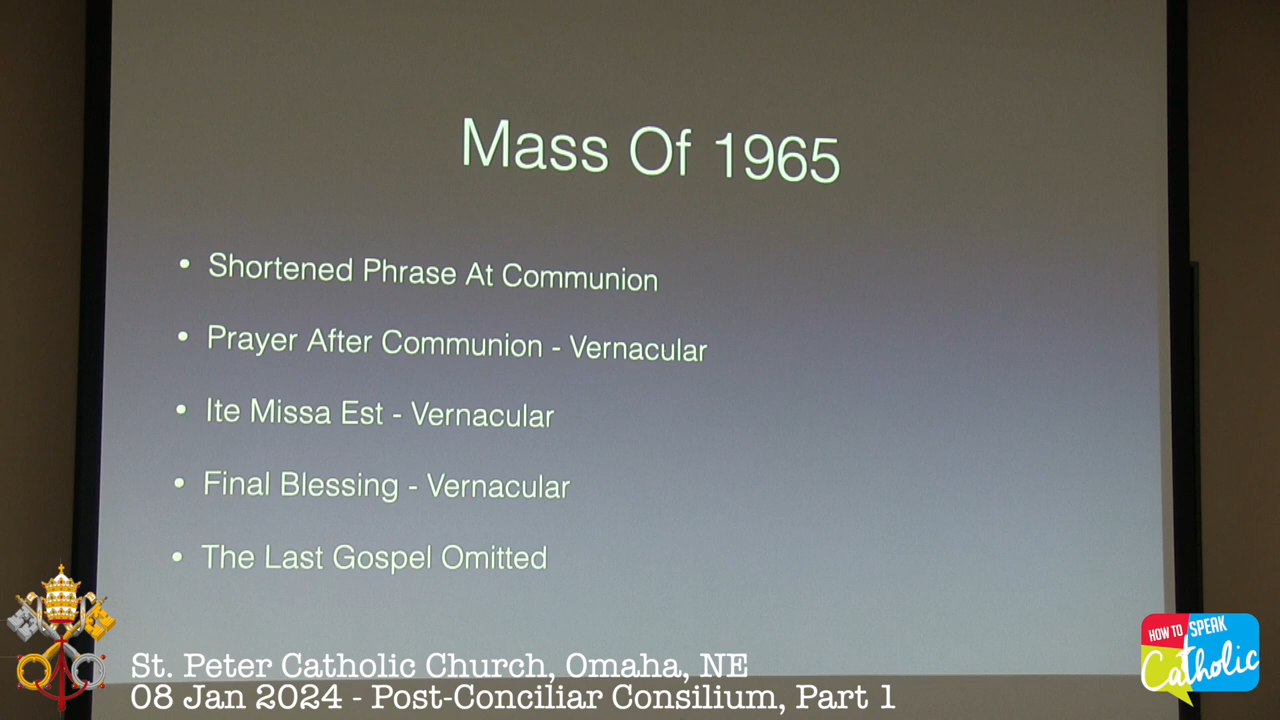 Mass Of 1965
• Shortened Phrase At Communion
• Prayer After Communion - Vernacular
• Ite Missa Est - Vernacular
• Final Blessing - Vernacular
• The Last Gospel Omitted
St. Peter Catholic Church, Omaha, NE
08 Jan 2024 - Post-Conciliar Consilium, Part 1
HOW TO SPEAK
Catholic